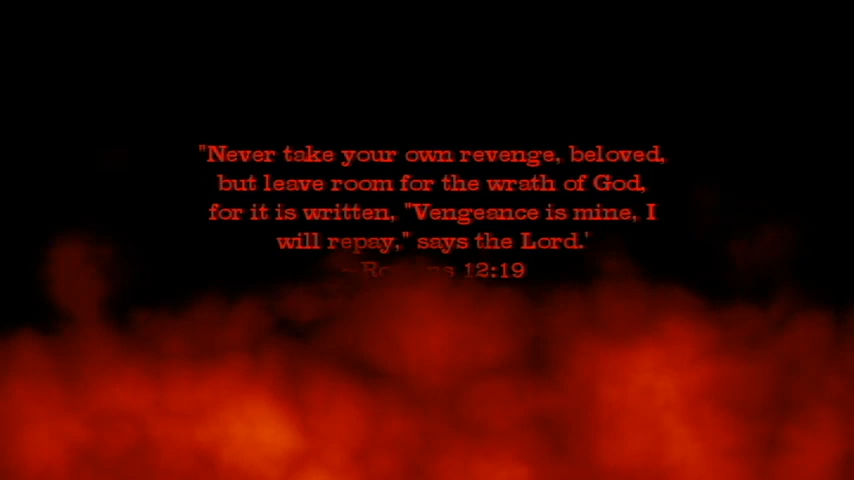 "Never take your own revenge, beloved,
but leave room for the wrath of God,
for it is written, "Vengeance is mine, I
will repay," says the Lord.'
~ Romans 12:19